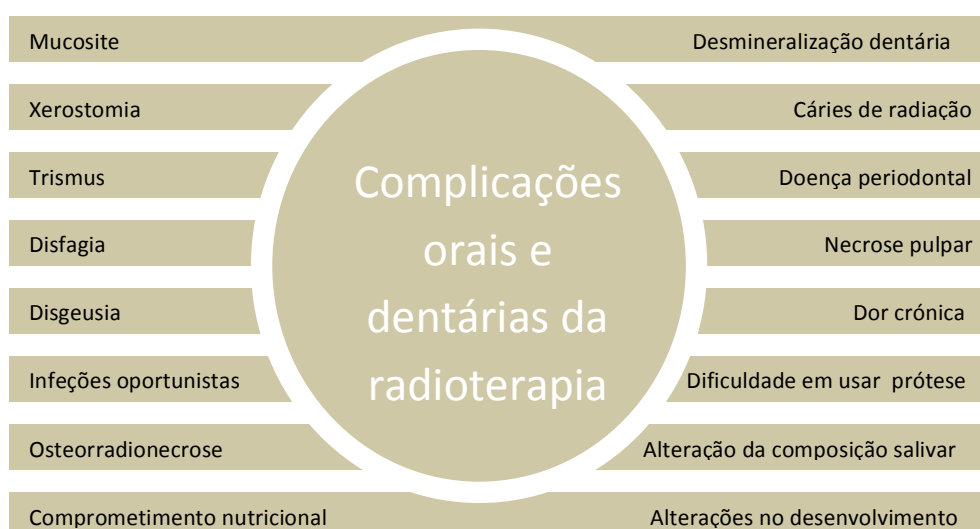 Mucosite
Desmineralização dentária
Xerostomia
Cáries de radiação
Trismus
Doença periodontal
Disfagia
Necrose pulpar
Disgeusia
Dor crónica
Infeções oportunistas
Dificuldade em usar prótese
Osteorradionecrose
Alteração da composição salivar
Comprometimento nutricional
Alterações no desenvolvimento
Complicações
orais e
dentárias da
radioterapia